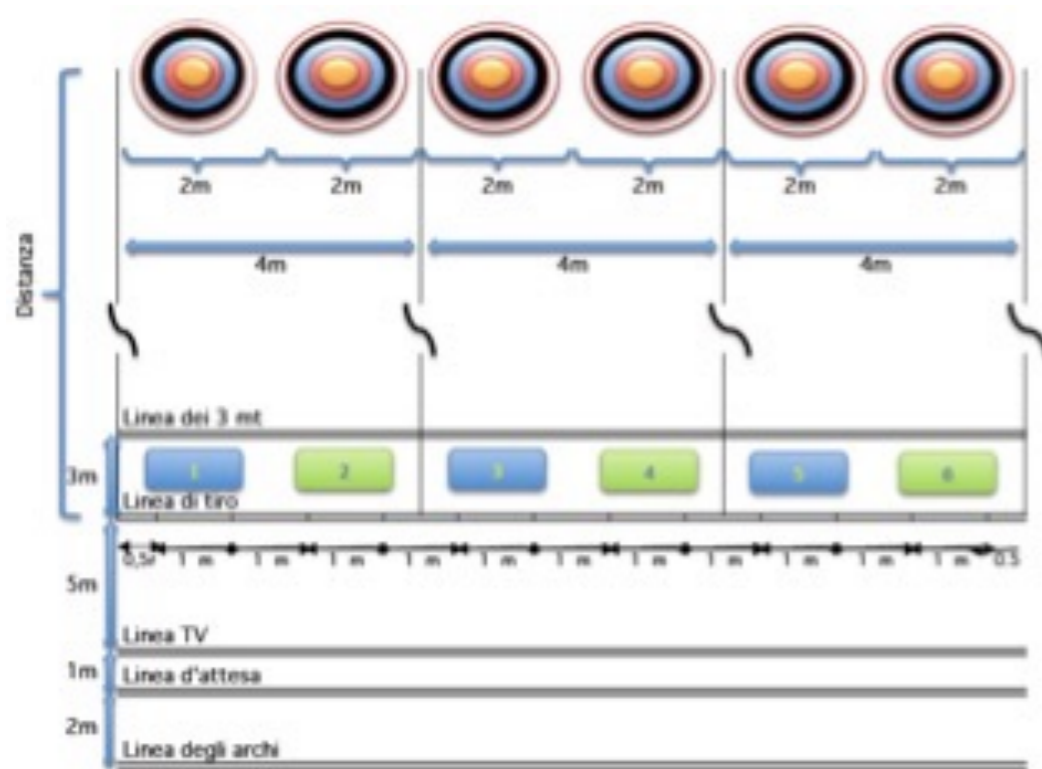 2m 2m 2m 2m 2m 2m
4m 4m 4m
Distanza
Linea dei 3 mt
3m 1 2 3 4 5 6
Linea di tiro
0,5 1 m 1 m 1 m 1 m 1 m 1 m 1 m 1 m 1 m 1 m 1 m 0.5
5m
Linea TV
1m Linea d'attesa
2m
Linea degli archi